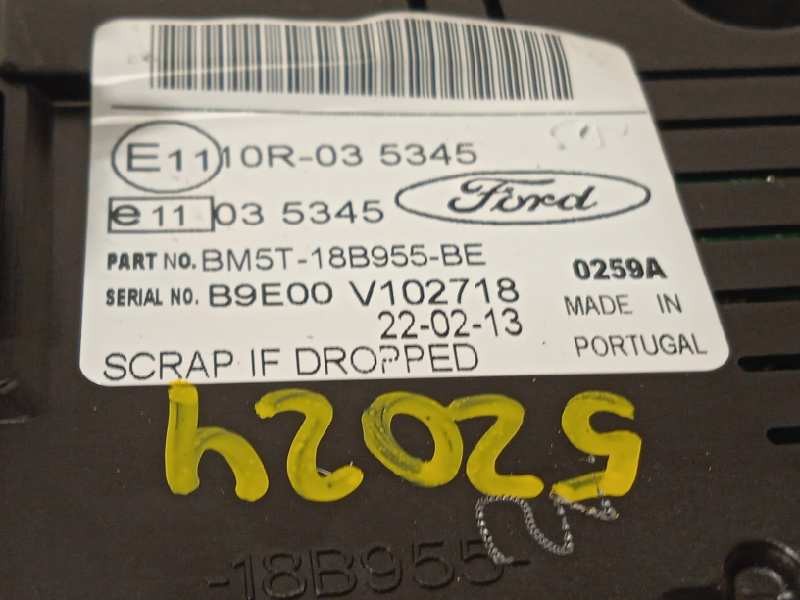 E11 10R-03 5345
e11 03 5345
Ford
PART NO. BM5T-18B955-BE
0259A
SERIAL NO. B9E00 V102718
22-02-13
MADE IN
PORTUGAL
SCRAP IF DROPPED
52024
-18B955-